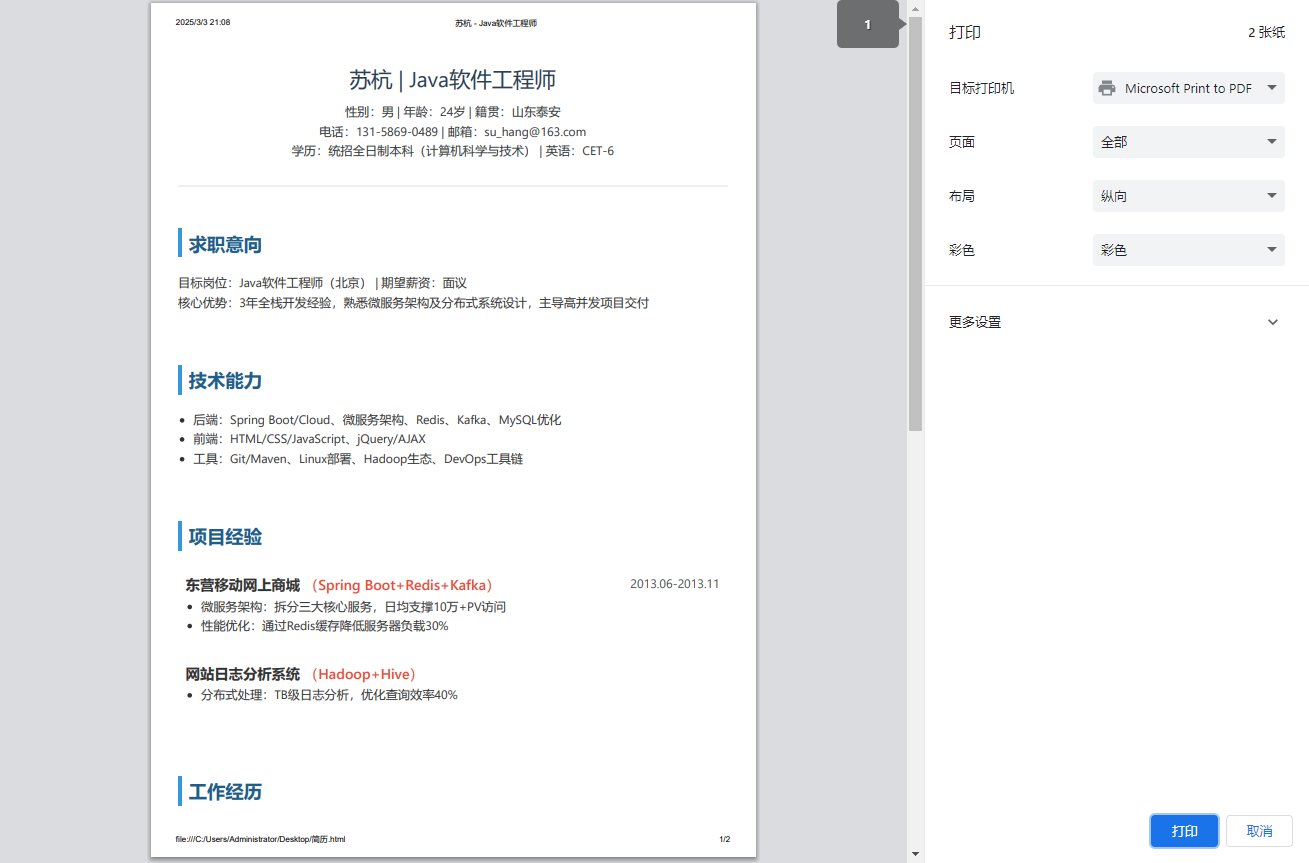 2025/3/3 21:08
苏杭 - Java软件工程师
苏杭 | Java软件工程师
性别：男 | 年龄：24岁 | 籍贯：山东泰安
电话：131-5869-0489 | 邮箱：su_hang@163.com
学历：统招全日制本科（计算机科学与技术） | 英语：CET-6
求职意向
目标岗位：Java软件工程师（北京） | 期望薪资：面议
核心优势：3年全栈开发经验，熟悉微服务架构及分布式系统设计，主导高并发项目交付
技术能力
• 后端：Spring Boot/Cloud、微服务架构、Redis、Kafka、MySQL优化
• 前端：HTML/CSS/JavaScript、jQuery/AJAX
• 工具：Git/Maven、Linux部署、Hadoop生态、DevOps工具链
项目经验
东营移动网上商城 （Spring Boot+Redis+Kafka） 2013.06-2013.11
• 微服务架构：拆分三大核心服务，日均支撑10万+PV访问
• 性能优化：通过Redis缓存降低服务器负载30%
网站日志分析系统 （Hadoop+Hive）
• 分布式处理：TB级日志分析，优化查询效率40%
工作经历
file:///C:/Users/Administrator/Desktop/简历.html
1/2
1
打印
2 张纸
目标打印机
Microsoft Print to PDF
页面
全部
布局
纵向
彩色
彩色
更多设置
打印
取消